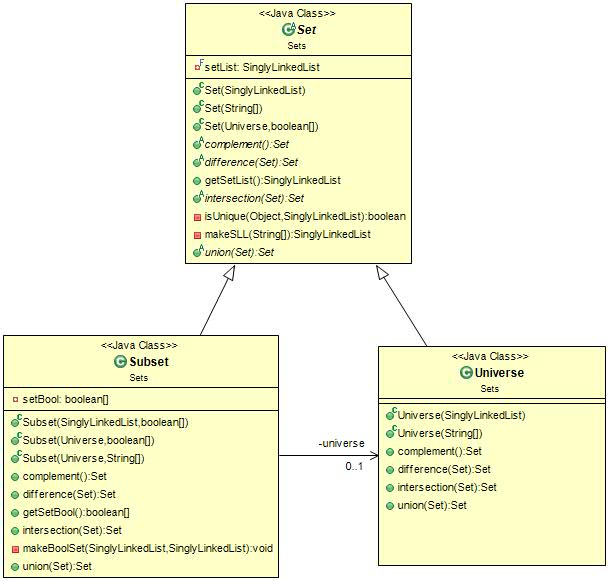 <<Java Class>>
Set
Sets
setList: SinglyLinkedList
Set(SinglyLinkedList)
Set(String[])
Set(Universe,boolean[])
complement():Set
difference(Set):Set
getSetList():SinglyLinkedList
intersection(Set):Set
isUnique(Object,SinglyLinkedList):boolean
makeSLL(String[]):SinglyLinkedList
union(Set):Set
<<Java Class>>
Subset
Sets
setBool: boolean[]
Subset(SinglyLinkedList,boolean[])
Subset(Universe,boolean[])
Subset(Universe,String[])
complement():Set
difference(Set):Set
getSetBool():boolean[]
intersection(Set):Set
makeBoolSet(SinglyLinkedList,SinglyLinkedList):void
union(Set):Set
-universe
0..1
<<Java Class>>
Universe
Sets
Universe(SinglyLinkedList)
Universe(String[])
complement():Set
difference(Set):Set
intersection(Set):Set
union(Set):Set